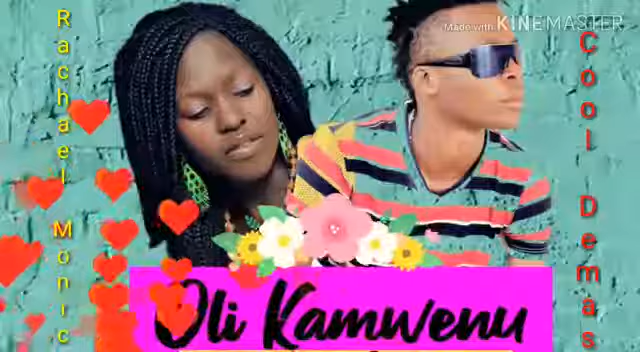 Made with KINEMASTER
Rachael Monic
Cool Demas
Oli Kamwenu